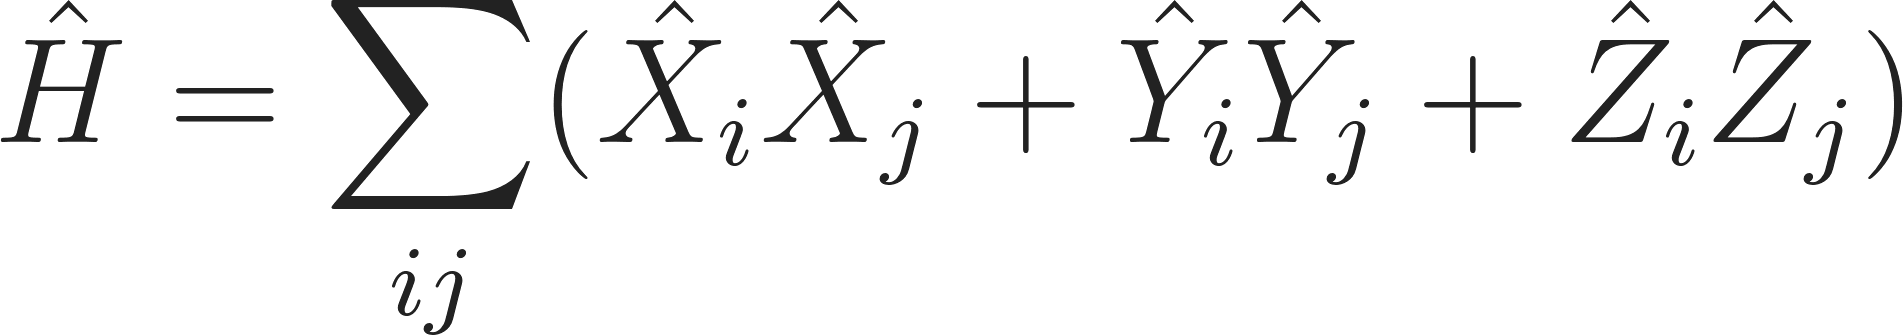 Ĥ = ∑_{ij} (X̂_i X̂_j + Ŷ_i Ŷ_j + Ẑ_i Ẑ_j)